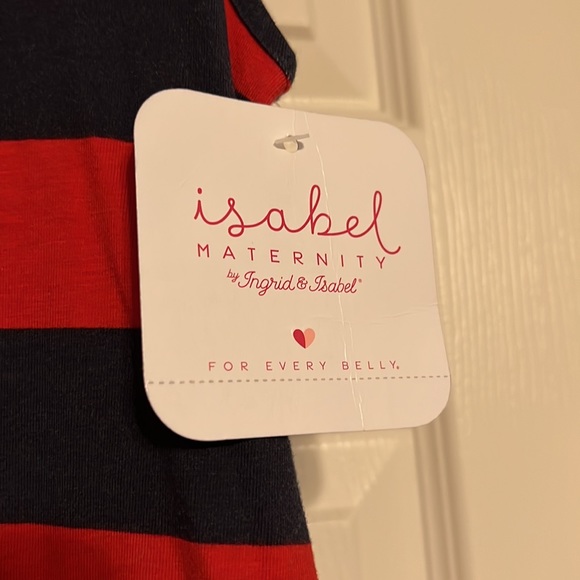 isabel
MATERNITY
by Ingrid & Isabel®
FOR EVERY BELLY®